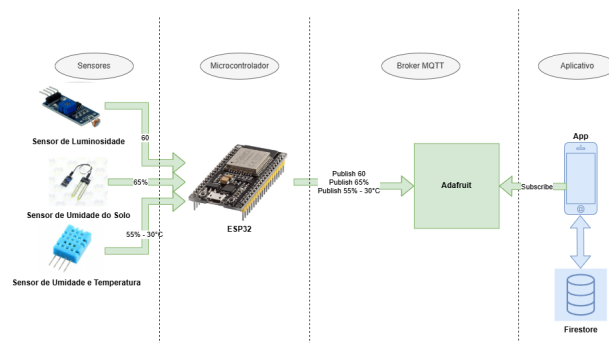 Sensores
Microcontrolador
Broker MQTT
Aplicativo
Sensor de Luminosidade
60
Sensor de Umidade do Solo
65%
Sensor de Umidade e Temperatura
55% - 30°C
ESP32
Publish 60
Publish 65%
Publish 55% - 30°C
Adafruit
Subscribe
App
Firestore